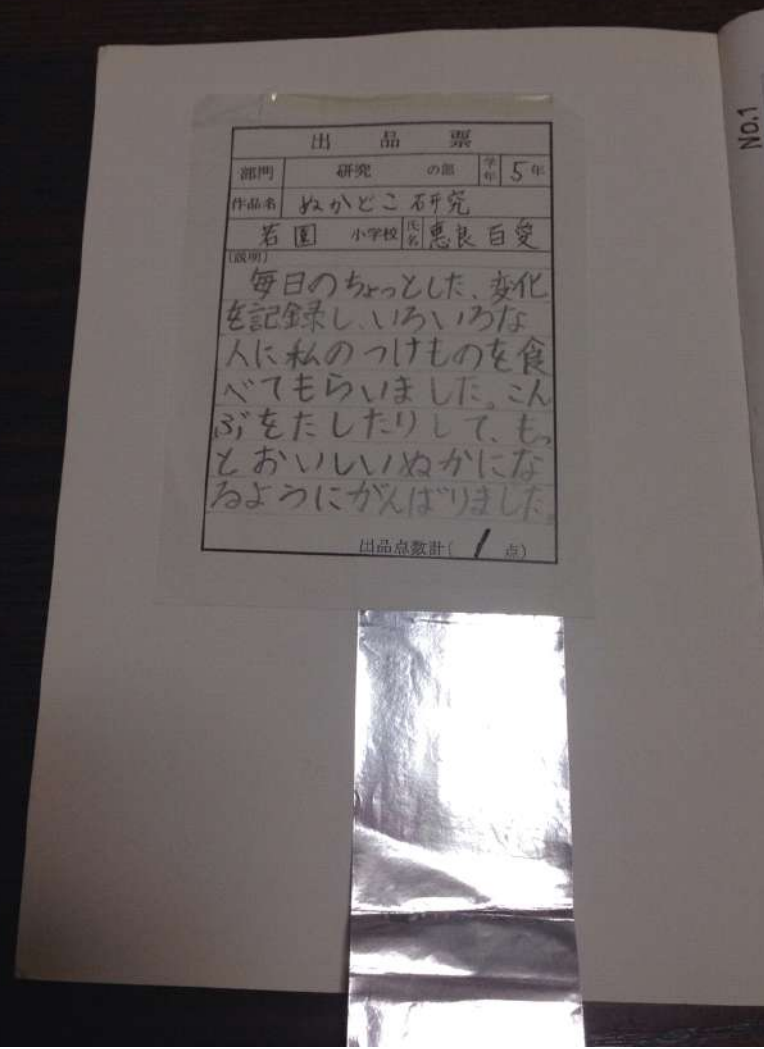 出品票
部門 研究 の部 学年 5年
作品名 ぬかどこ研究
若園 小学校 氏名 恵良百愛
(説明)
毎日のちょっとした、変化
を記録し、いろいろな
人に私のつけものを食
べてもらいました。こん
ぶをたしたりして、もっ
とおいしいぬかにな
るようにがんばりました。
出品点数計( 1 点)
No.1